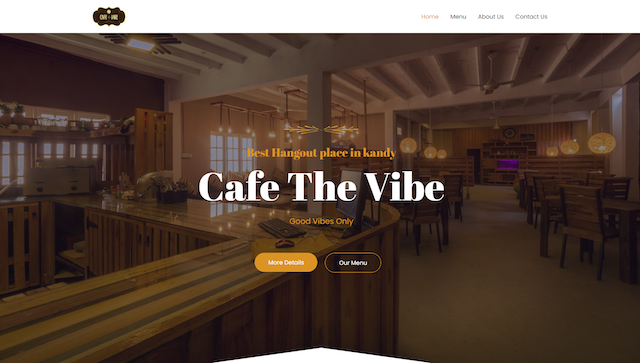 CAFE THE VIBE
Home
Menu
About Us
Contact Us
Best Hangout place in kandy
Cafe The Vibe
Good Vibes Only
More Details
Our Menu